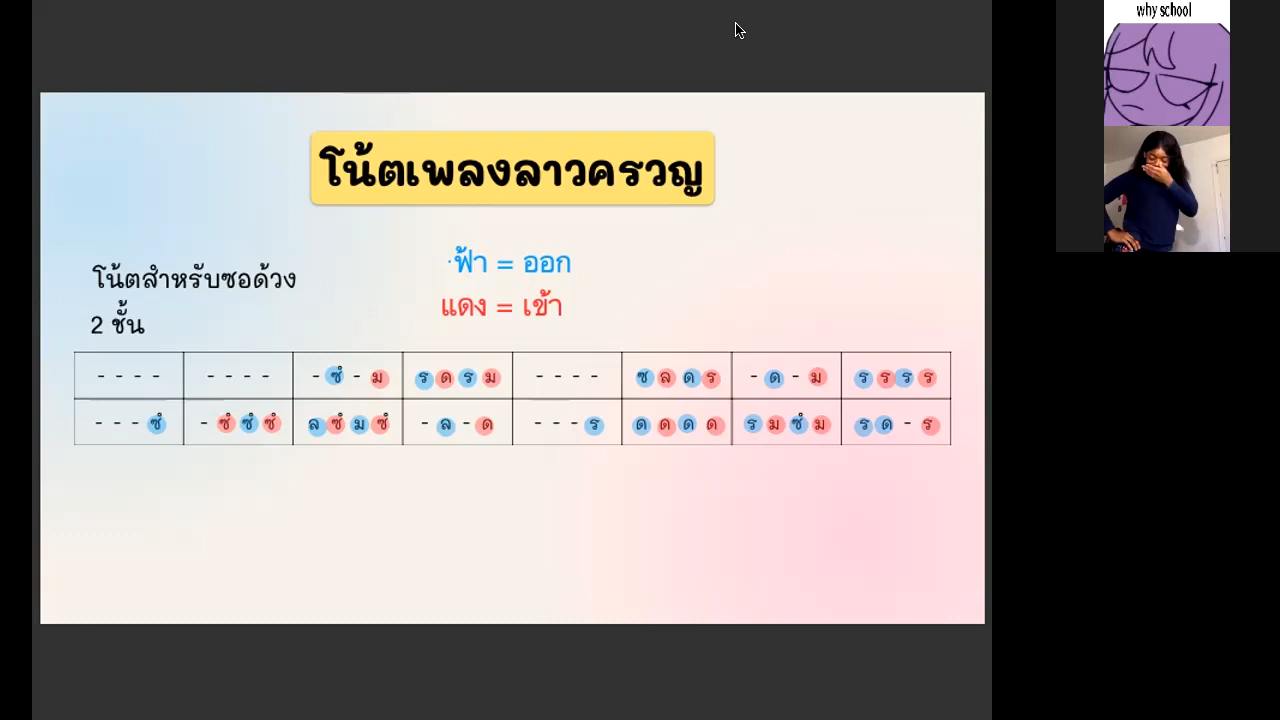 why school
โน้ตเพลงลาวครวญ
ฟ้า = ออก
โน้ตสำหรับซอด้วง
แดง = เข้า
2 ชั้น
- - - - - - - - - ซํ - ม ร ด ร ม - - - - ซ ล ด ร - ด - ม ร ร ร ร
- - - ซํ - ซํ ซํ ซํ ล ซํ ม ซํ - ล - ด - - - ร ด ด ด ด ร ม ซํ ม ร ด - ร